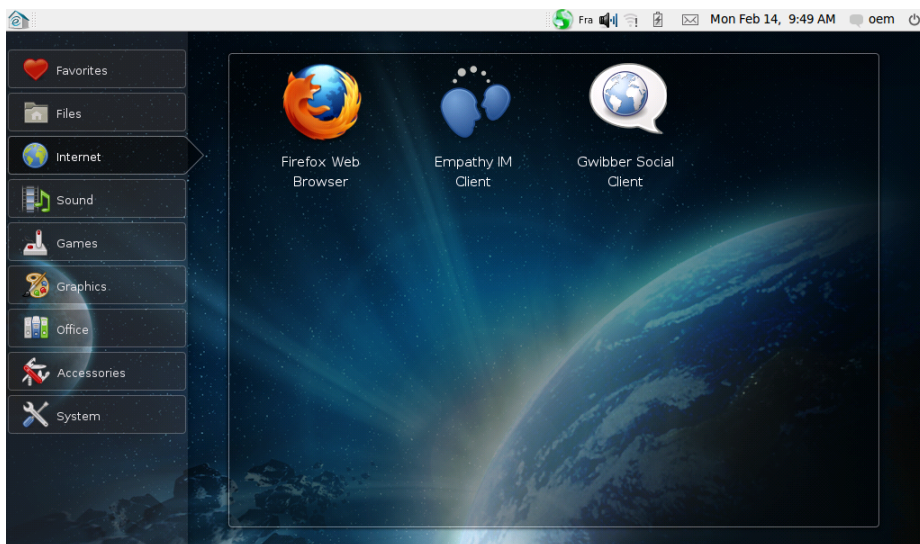 Fra
Mon Feb 14, 9:49 AM
oem
Favorites
Files
Internet
Sound
Games
Graphics
Office
Accessories
System
Firefox Web
Browser
Empathy IM
Client
Gwibber Social
Client